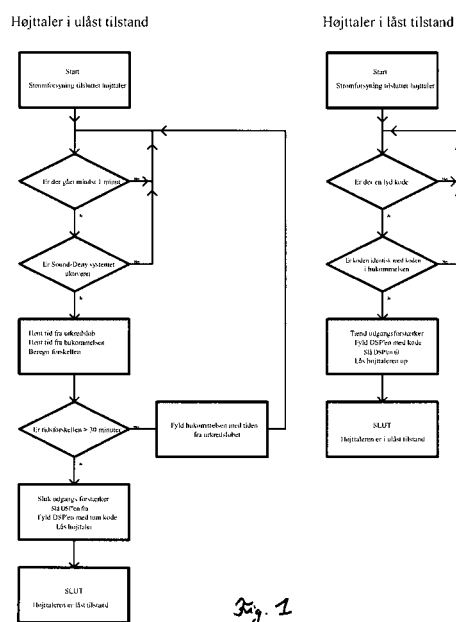 Højttaler i ulåst tilstand
Start
Strømforsyning tilsluttet højttaler
Er der gået mindst 1 minut
Er Sound-Deny systemet
aktiveret
Hent tid fra urkredsløb
Hent tid fra hukommelsen
Beregn forskellen
Er tidsforskellen > 30 minutter
Fyld hukommelsen med tiden
fra urkredsløbet
Sluk udgangs forstærker
Slå DSP'en fra
Fyld DSP'en med tom kode
Lås højttaler
SLUT
Højttaleren er låst tilstand
Højttaler i låst tilstand
Start
Strømforsyning tilsluttet højttaler
Er der en lyd kode
Er koden identisk med koden
i hukommelsen
Tænd udgangsforstærker
Fyld DSP'en med kode
Slå DSP'en til
Lås højttaleren up
SLUT
Højttaleren er i ulåst tilstand
Fig. 1